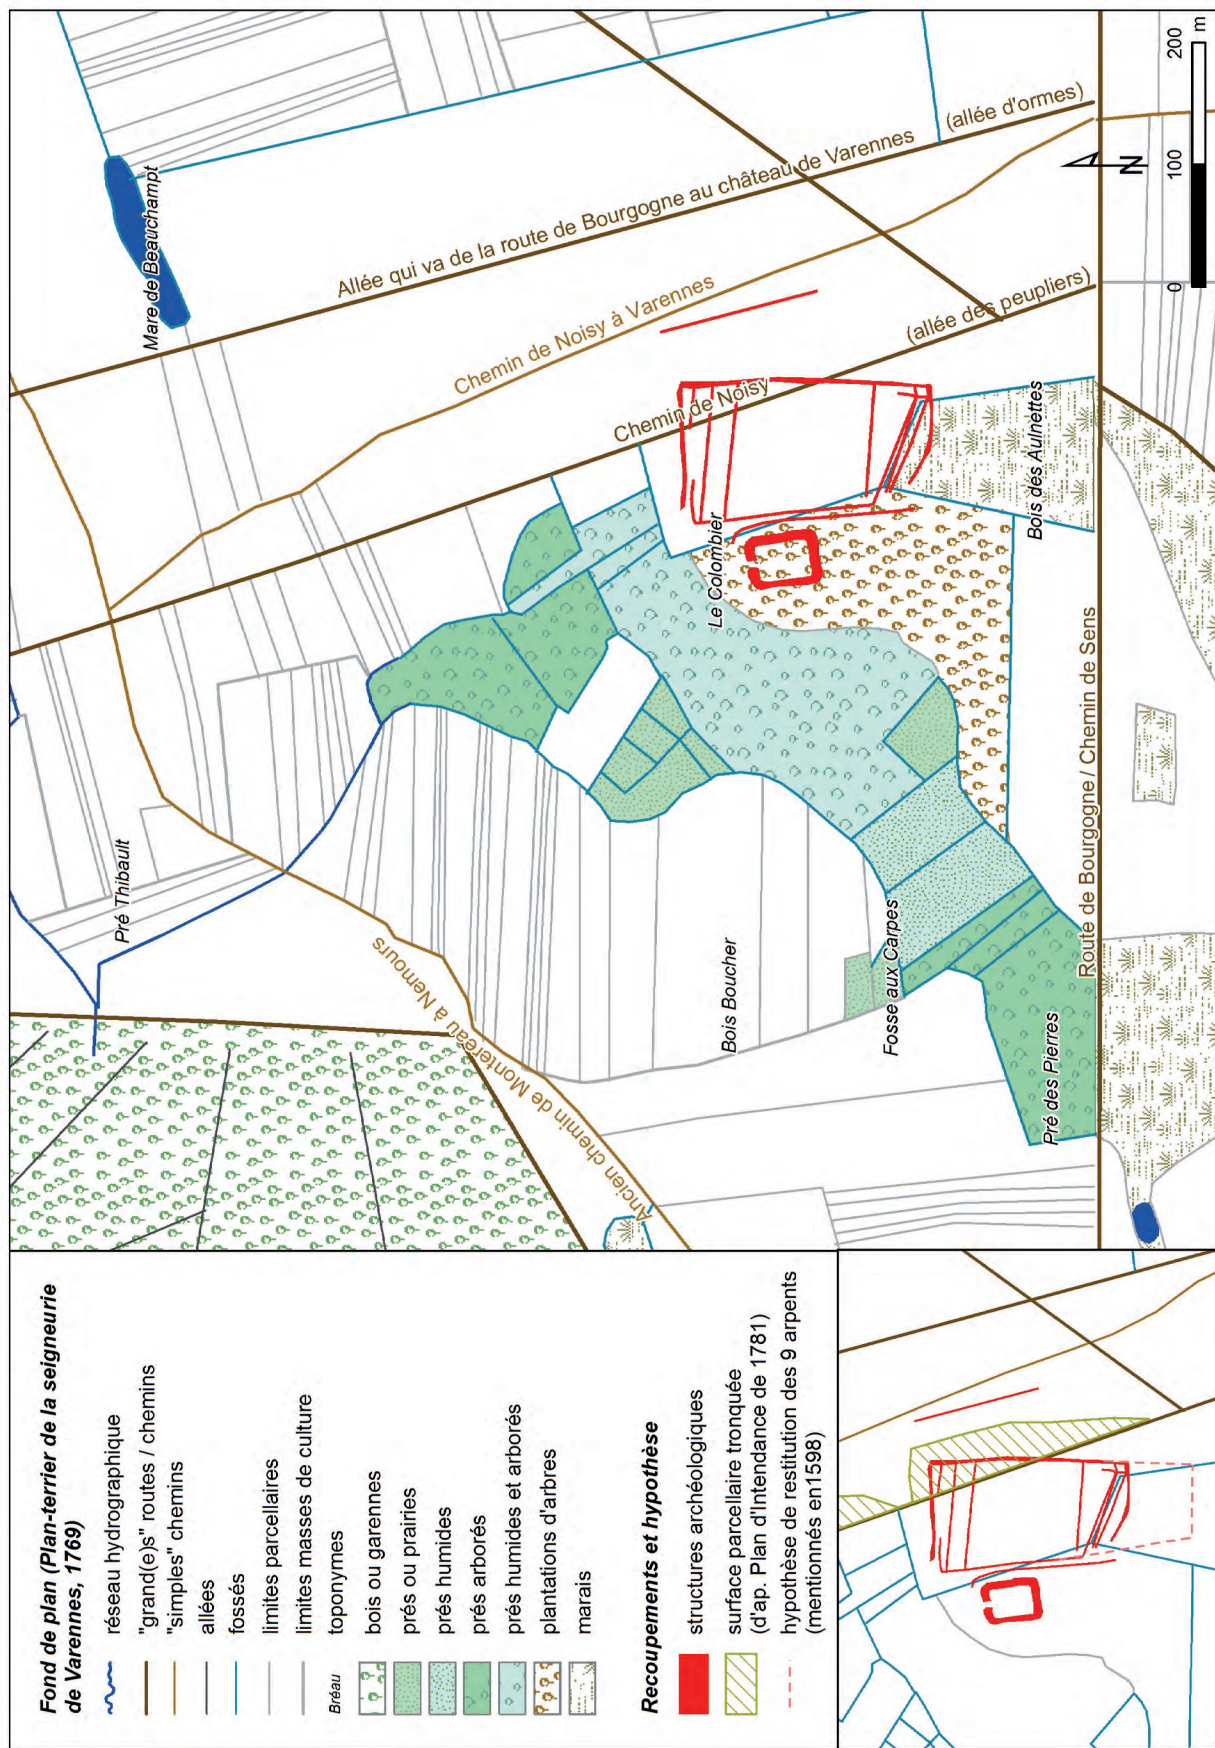 Fond de plan (Plan-terrier de la seigneurie
de Varennes, 1769)
réseau hydrographique
"grand(e)s" routes / chemins
"simples" chemins
allées
fossés
limites parcellaires
limites masses de culture
Bréau
toponymes
bois ou garennes
prés ou prairies
prés humides
prés arborés
prés humides et arborés
plantations d'arbres
marais
Recoupements et hypothèse
structures archéologiques
surface parcellaire tronquée
(d'ap. Plan d'Intendance de 1781)
hypothèse de restitution des 9 arpents
(mentionnés en1598)
Pré Thibault
Mare de Beauchampt
Ancien chemin de Montereau à Nemours
Allée qui va de la route de Bourgogne au château de Varennes
(allée d'ormes)
Chemin de Noisy à Varennes
Chemin de Noisy
(allée des peupliers)
Bois Boucher
Le Colombier
Fosse aux Carpes
Bois des Aulnettes
Pré des Pierres
Route de Bourgogne / Chemin de Sens
N
0
100
200
m